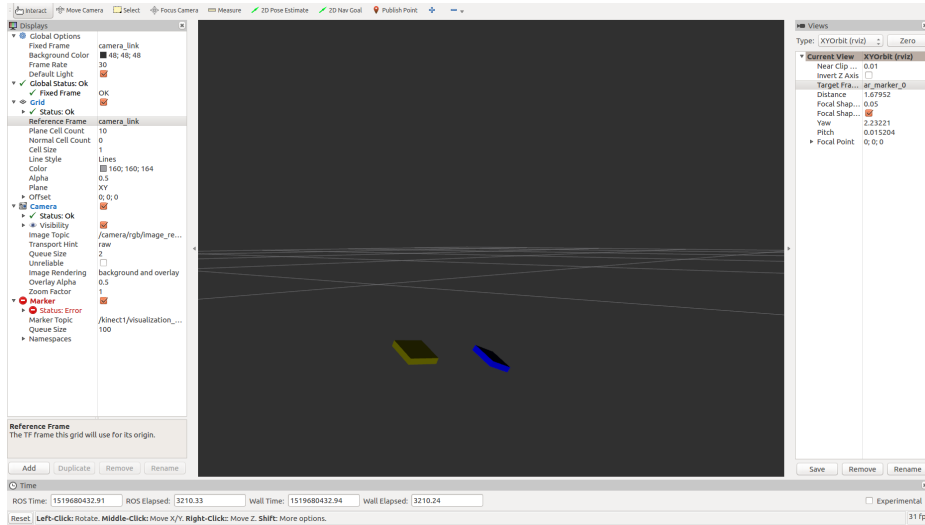 Interact Move Camera Select Focus Camera Measure 2D Pose Estimate 2D Nav Goal Publish Point
Displays
Global Options
Fixed Frame camera_link
Background Color 48; 48; 48
Frame Rate 30
Default Light
Global Status: Ok
Fixed Frame OK
Grid
Status: Ok
Reference Frame camera_link
Plane Cell Count 10
Normal Cell Count 0
Cell Size 1
Line Style Lines
Color 160; 160; 164
Alpha 0.5
Plane XY
Offset 0; 0; 0
Camera
Status: Ok
Visibility
Image Topic /camera/rgb/image_re...
Transport Hint raw
Queue Size 2
Unreliable
Image Rendering background and overlay
Overlay Alpha 0.5
Zoom Factor 1
Marker
Status: Error
Marker Topic /kinect1/visualization_...
Queue Size 100
Namespaces
Reference Frame
The TF frame this grid will use for its origin.
Add Duplicate Remove Rename
Views
Type: XYOrbit (rviz) Zero
Current View XYOrbit (rviz)
Near Clip ... 0.01
Invert Z Axis
Target Fra... ar_marker_0
Distance 1.67952
Focal Shap... 0.05
Focal Shap...
Yaw 2.23221
Pitch 0.015204
Focal Point 0; 0; 0
Save Remove Rename
Time
ROS Time: 1519680432.91 ROS Elapsed: 3210.33 Wall Time: 1519680432.94 Wall Elapsed: 3210.24 Experimental
Reset Left-Click: Rotate. Middle-Click: Move X/Y. Right-Click:: Move Z. Shift: More options. 31 fp